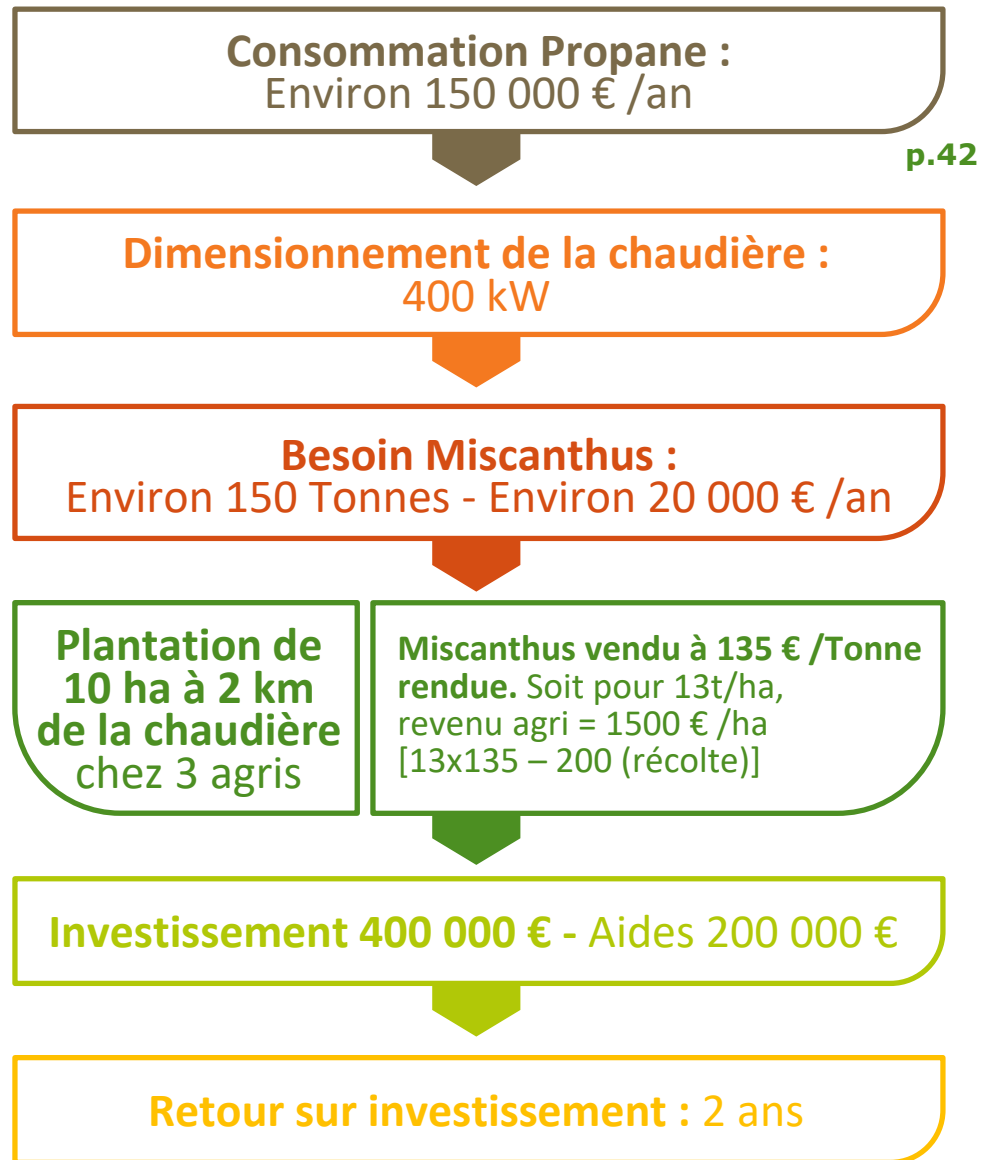 Consommation Propane :
Environ 150 000 € /an
p.42
Dimensionnement de la chaudière :
400 kW
Besoin Miscanthus :
Environ 150 Tonnes - Environ 20 000 € /an
Plantation de
10 ha à 2 km
de la chaudière
chez 3 agris
Miscanthus vendu à 135 € /Tonne
rendue. Soit pour 13t/ha,
revenu agri = 1500 € /ha
[13x135 – 200 (récolte)]
Investissement 400 000 € - Aides 200 000 €
Retour sur investissement : 2 ans